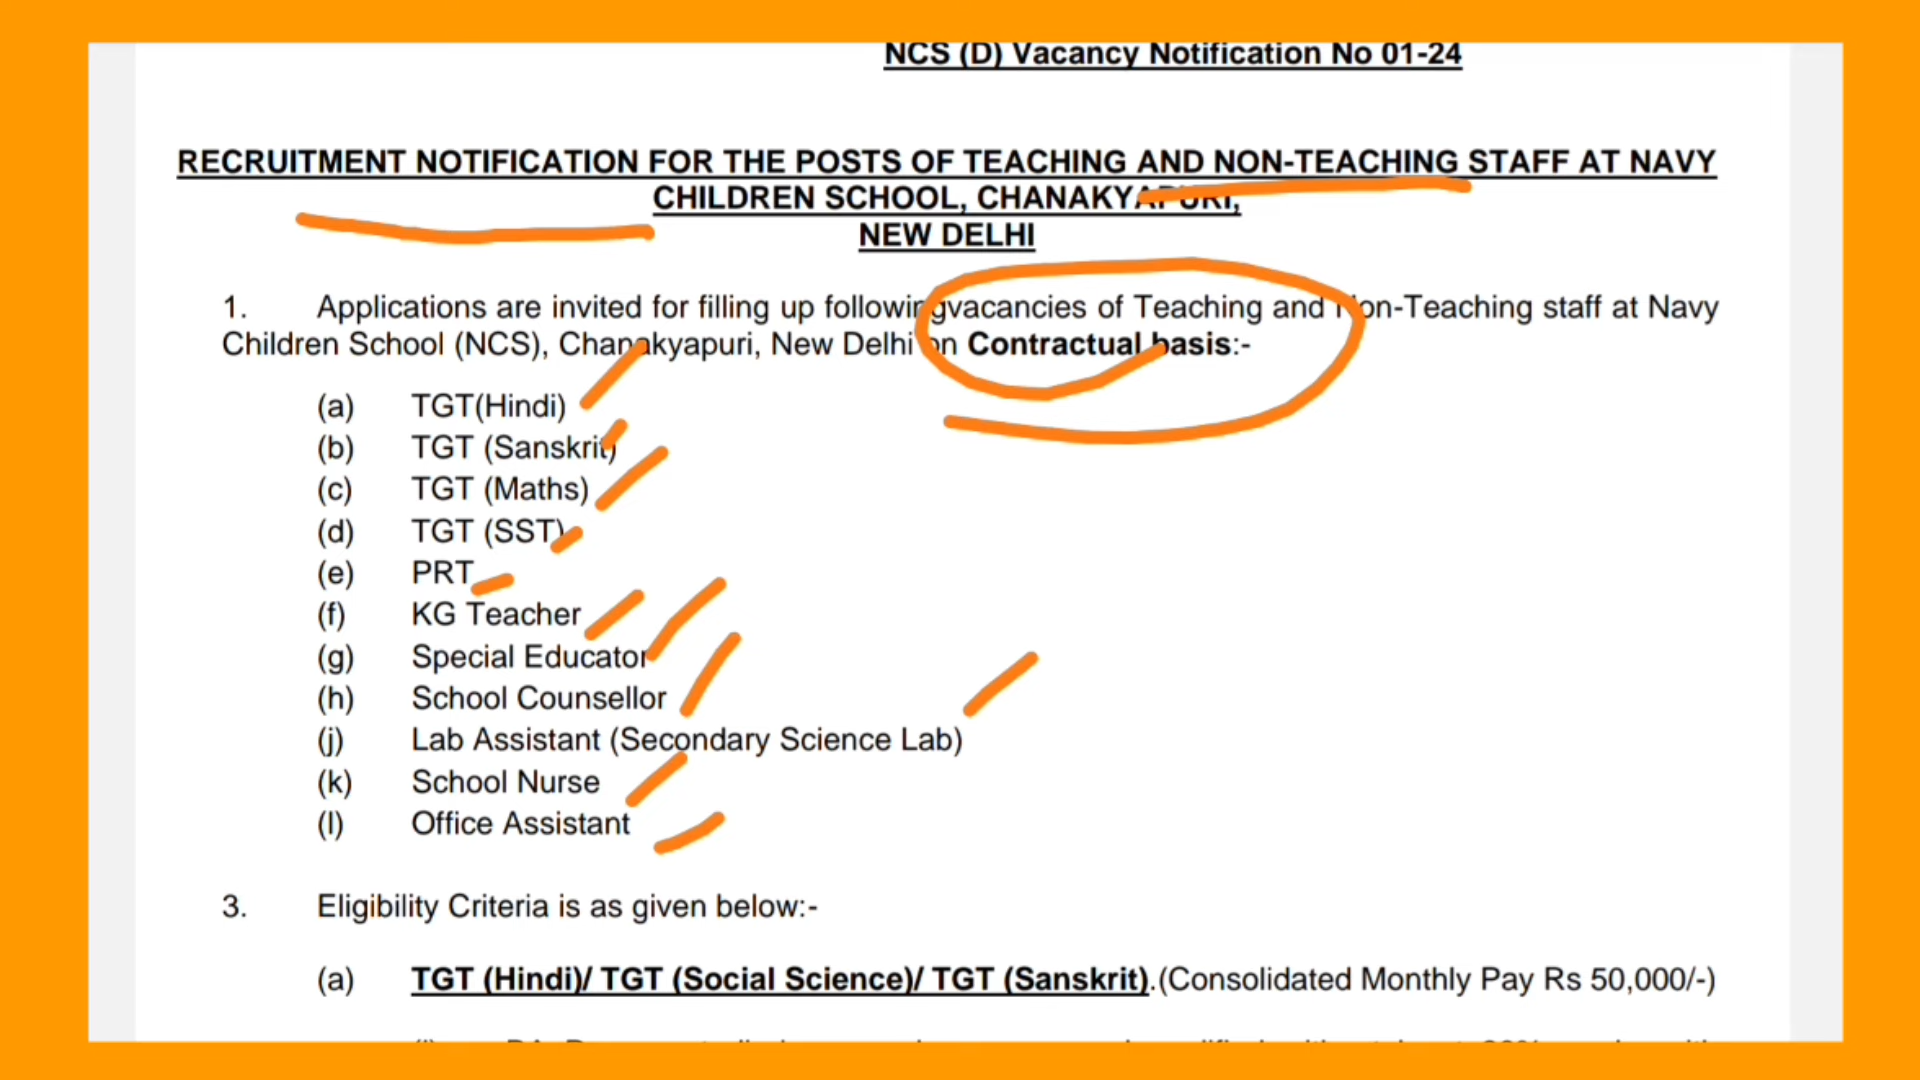 NCS (D) Vacancy Notification No 01-24
RECRUITMENT NOTIFICATION FOR THE POSTS OF TEACHING AND NON-TEACHING STAFF AT NAVY
CHILDREN SCHOOL, CHANAKYAPURI,
NEW DELHI
1. Applications are invited for filling up followingvacancies of Teaching and Non-Teaching staff at Navy
Children School (NCS), Chanakyapuri, New Delhi on Contractual basis:-
(a) TGT(Hindi)
(b) TGT (Sanskrit)
(c) TGT (Maths)
(d) TGT (SST)
(e) PRT
(f) KG Teacher
(g) Special Educator
(h) School Counsellor
(j) Lab Assistant (Secondary Science Lab)
(k) School Nurse
(l) Office Assistant
3. Eligibility Criteria is as given below:-
(a) TGT (Hindi)/ TGT (Social Science)/ TGT (Sanskrit).(Consolidated Monthly Pay Rs 50,000/-)